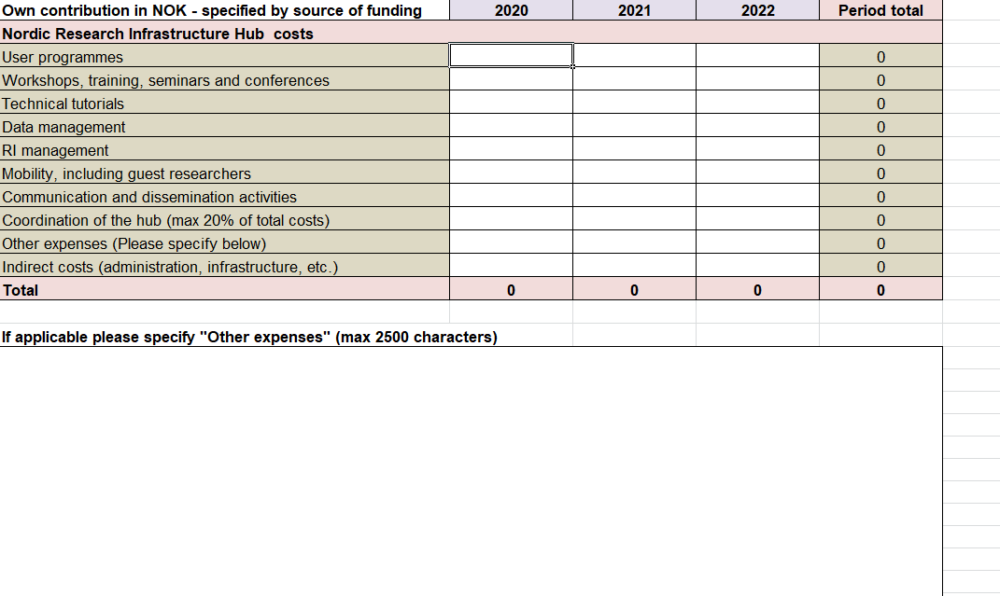 Own contribution in NOK - specified by source of funding 2020 2021 2022 Period total
Nordic Research Infrastructure Hub  costs
User programmes 0
Workshops, training, seminars and conferences 0
Technical tutorials 0
Data management 0
RI management 0
Mobility, including guest researchers 0
Communication and dissemination activities 0
Coordination of the hub (max 20% of total costs) 0
Other expenses (Please specify below) 0
Indirect costs (administration, infrastructure, etc.) 0
Total 0 0 0 0
If applicable please specify "Other expenses" (max 2500 characters)